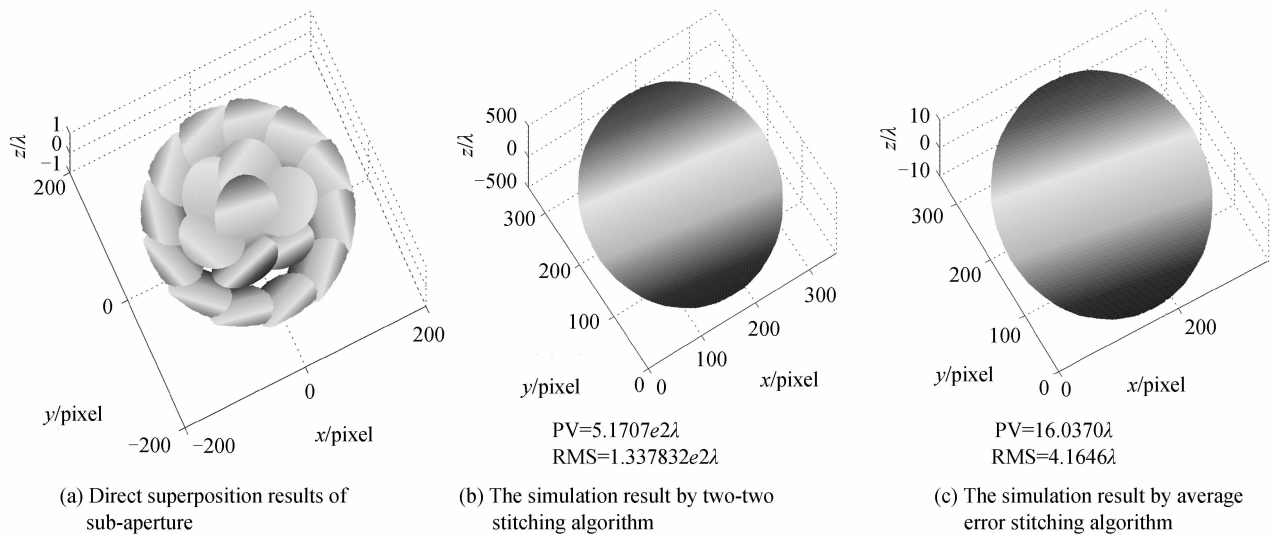 1
0
−1
z/λ
200
0
−200
y/pixel
−200
0
200
x/pixel
500
0
−500
z/λ
300
200
100
0
y/pixel
0
100
200
300
x/pixel
10
0
−10
z/λ
300
200
100
0
y/pixel
0
200
x/pixel
PV=5.1707e2λ
RMS=1.337832e2λ
PV=16.0370λ
RMS=4.1646λ
(a) Direct superposition results of
sub-aperture
(b) The simulation result by two-two
stitching algorithm
(c) The simulation result by average
error stitching algorithm